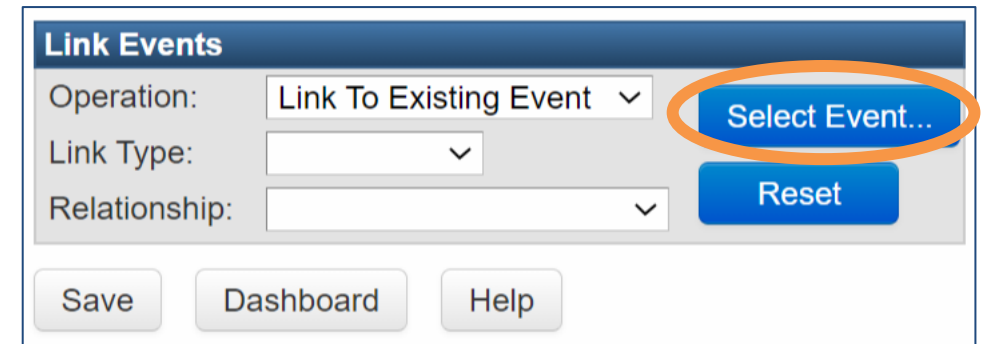 Link Events
Operation: Link To Existing Event Select Event...
Link Type:
Relationship: Reset
Save Dashboard Help